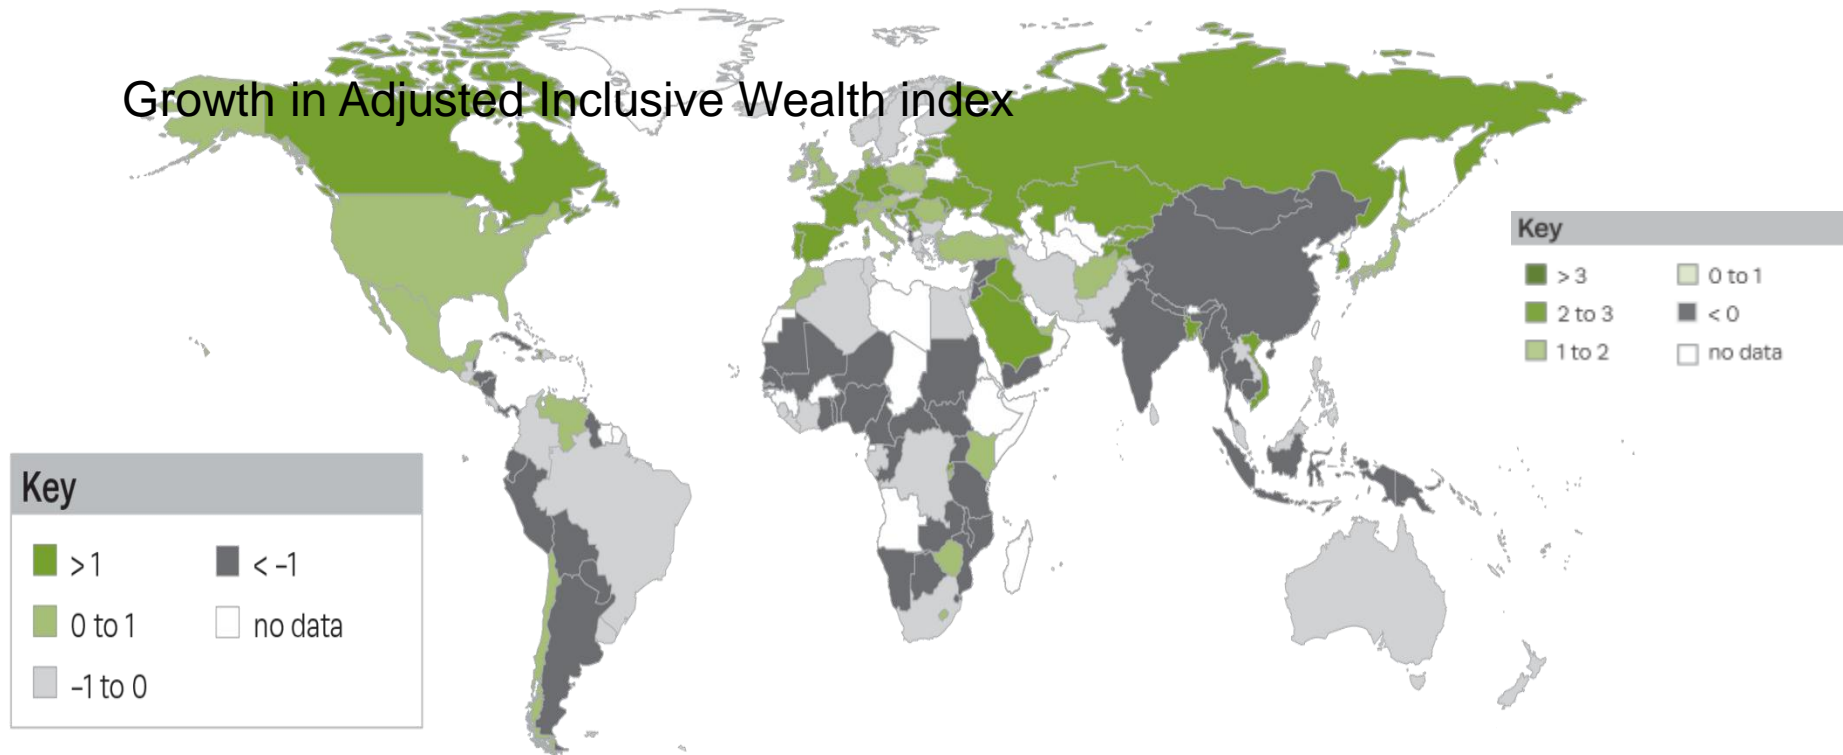 Growth in Adjusted Inclusive Wealth index
Key
> 3
0 to 1
2 to 3
< 0
1 to 2
no data
Key
> 1
< –1
0 to 1
no data
–1 to 0